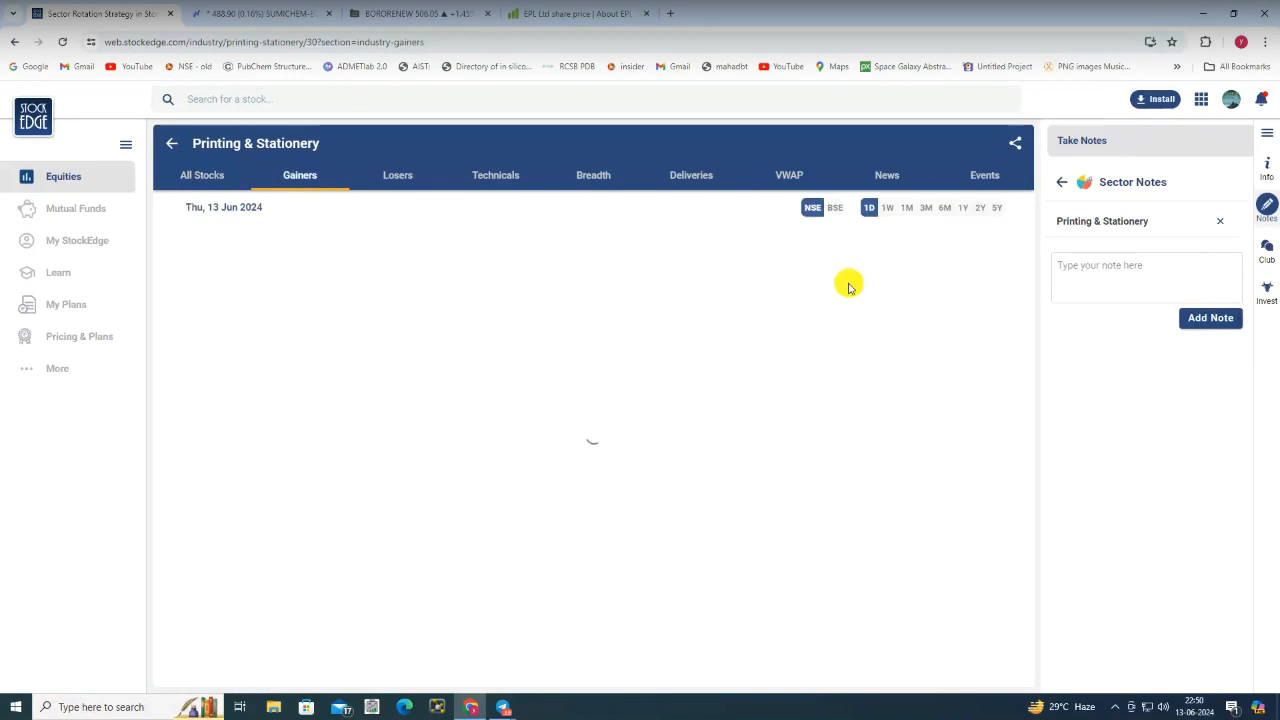 Sector Rotation Strategy in Stock
* 488.90 (0.16%) SUMICHEM-E
BORORENEW 506.05 ▲ +1.45%
EPL Ltd share price | About EPL
web.stockedge.com/industry/printing-stationery/30?section=industry-gainers
Google
Gmail
YouTube
NSE - old
PubChem Structure...
ADMETlab 2.0
AIST:
Directory of in silico...
RCSB PDB
insider
Gmail
mahadbt
YouTube
Maps
Space Galaxy Abstra...
Untitled Project
PNG images Music...
All Bookmarks
STOCK
EDGE
Search for a stock...
Install
Equities
Mutual Funds
My StockEdge
Learn
My Plans
Pricing & Plans
More
Printing & Stationery
All Stocks
Gainers
Losers
Technicals
Breadth
Deliveries
VWAP
News
Events
Thu, 13 Jun 2024
NSE BSE
1D 1W 1M 3M 6M 1Y 2Y 5Y
Take Notes
Sector Notes
Printing & Stationery
Type your note here
Add Note
Info
Notes
Club
Invest
Type here to search
17
29°C Haze
22:50
13-06-2024